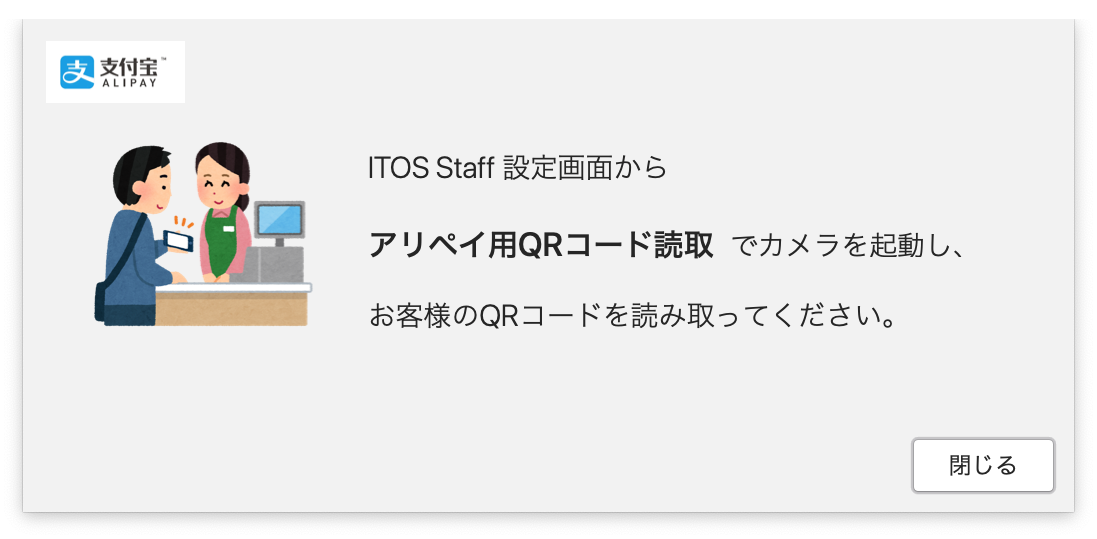 支
支付宝™
ALIPAY
ITOS Staff 設定画面から
アリペイ用QRコード読取 でカメラを起動し、
お客様のQRコードを読み取ってください。
閉じる